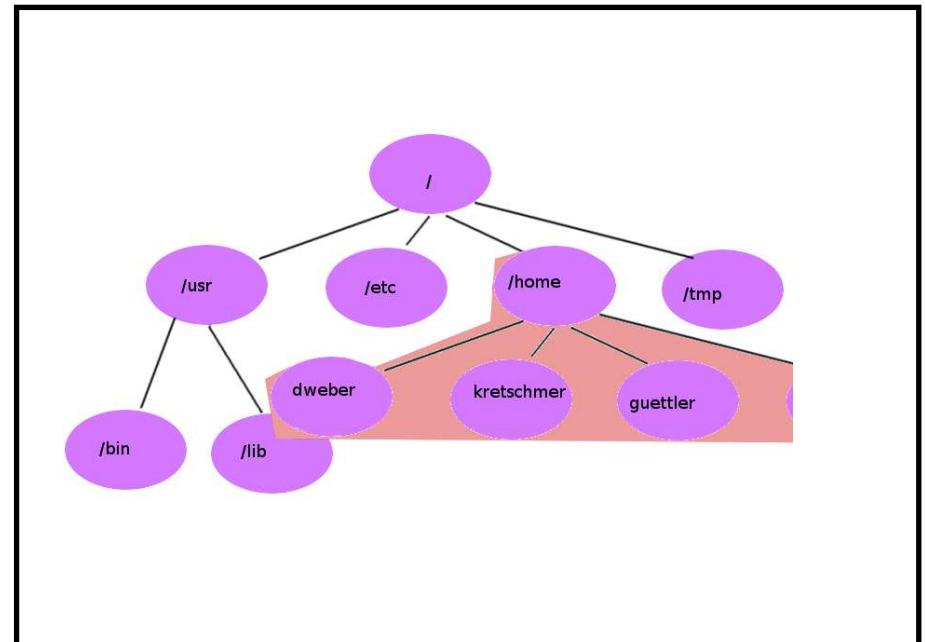 /
/usr
/etc
/home
/tmp
dweber
kretschmer
guettler
/bin
/lib